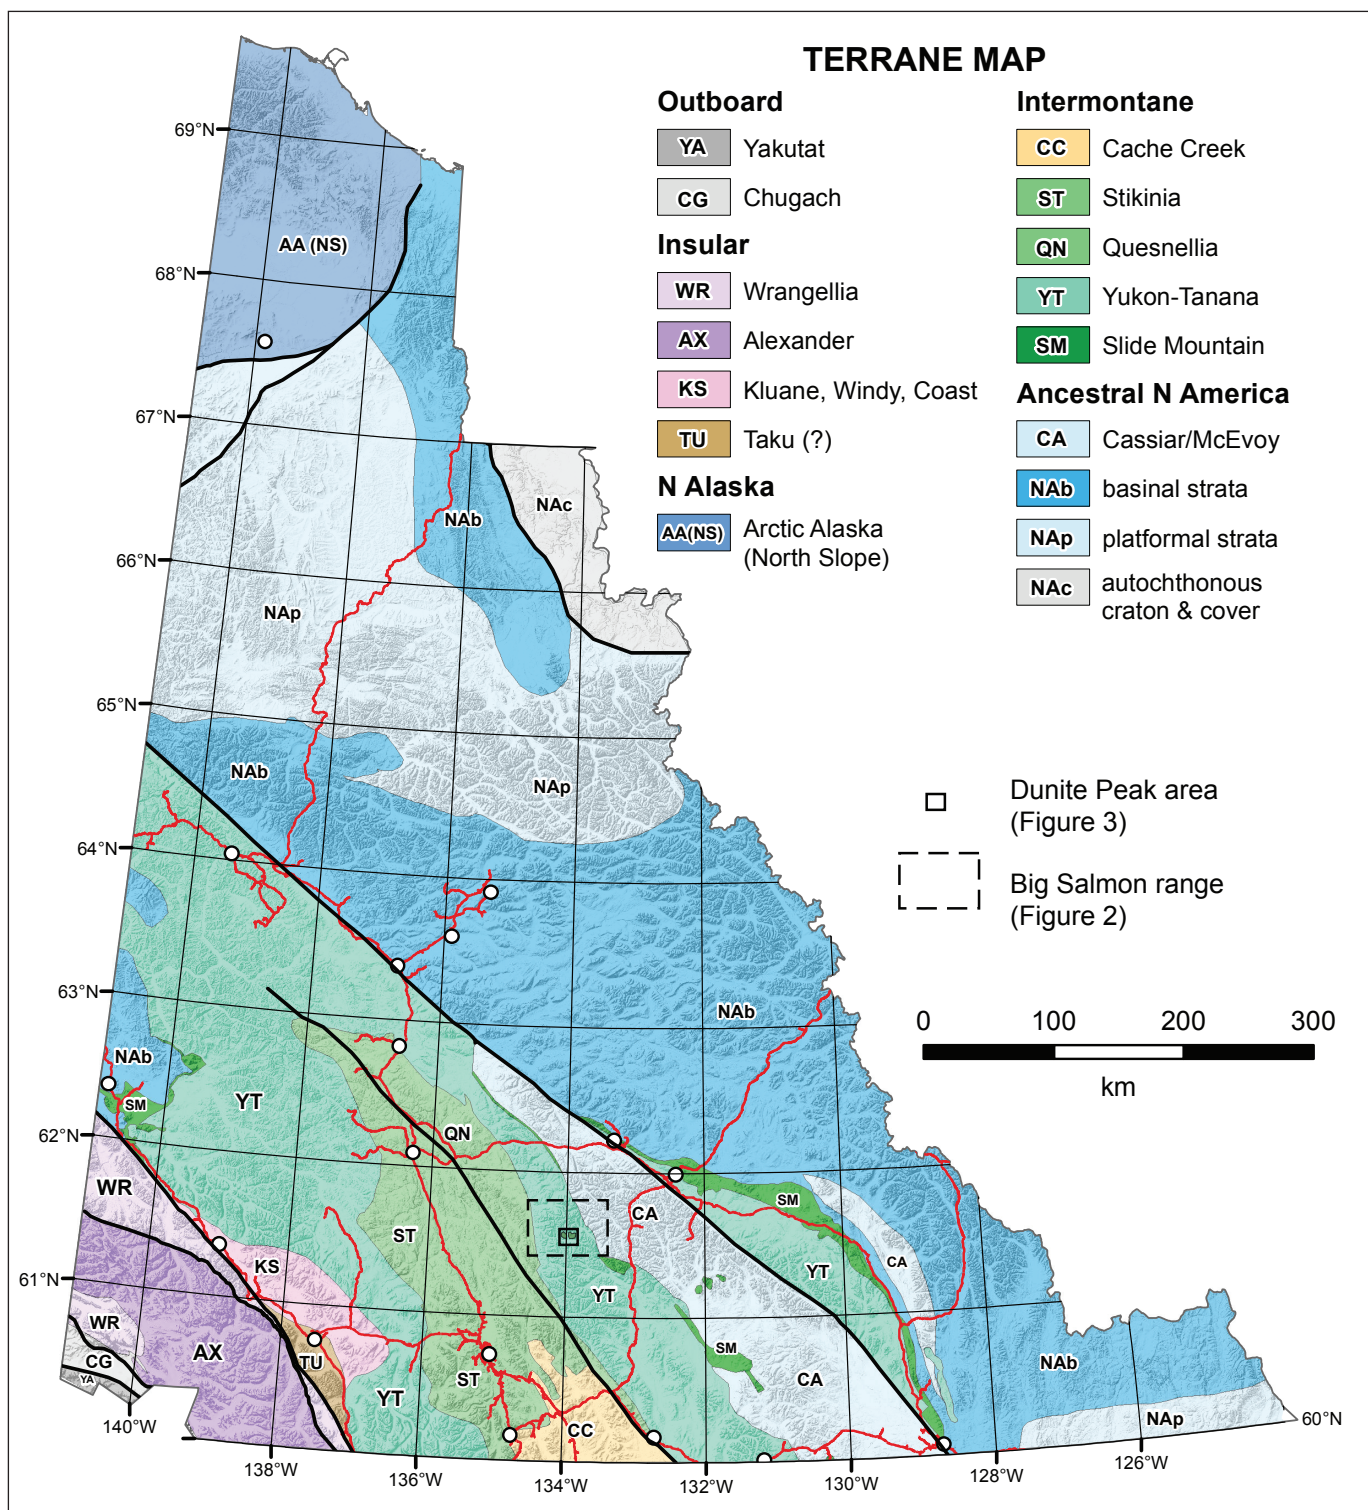 TERRANE MAP
Outboard
YA Yakutat
CG Chugach
Insular
WR Wrangellia
AX Alexander
KS Kluane, Windy, Coast
TU Taku (?)
N Alaska
AA(NS) Arctic Alaska
(North Slope)
Intermontane
CC Cache Creek
ST Stikinia
QN Quesnellia
YT Yukon-Tanana
SM Slide Mountain
Ancestral N America
CA Cassiar/McEvoy
NAb basinal strata
NAp platformal strata
NAc autochthonous
craton & cover
Dunite Peak area
(Figure 3)
Big Salmon range
(Figure 2)
0 100 200 300
km
69°N
68°N
67°N
66°N
65°N
64°N
63°N
62°N
61°N
60°N
140°W
138°W
136°W
134°W
132°W
130°W
128°W
126°W
AA (NS)
NAc
NAb
NAp
NAb
NAp
NAb
NAb
SM
YT
QN
WR
SM
CA
ST
CA
KS
YT
YT
WR
AX
CG
YA
TU
SM
ST
YT
CA
NAb
CC
NAp